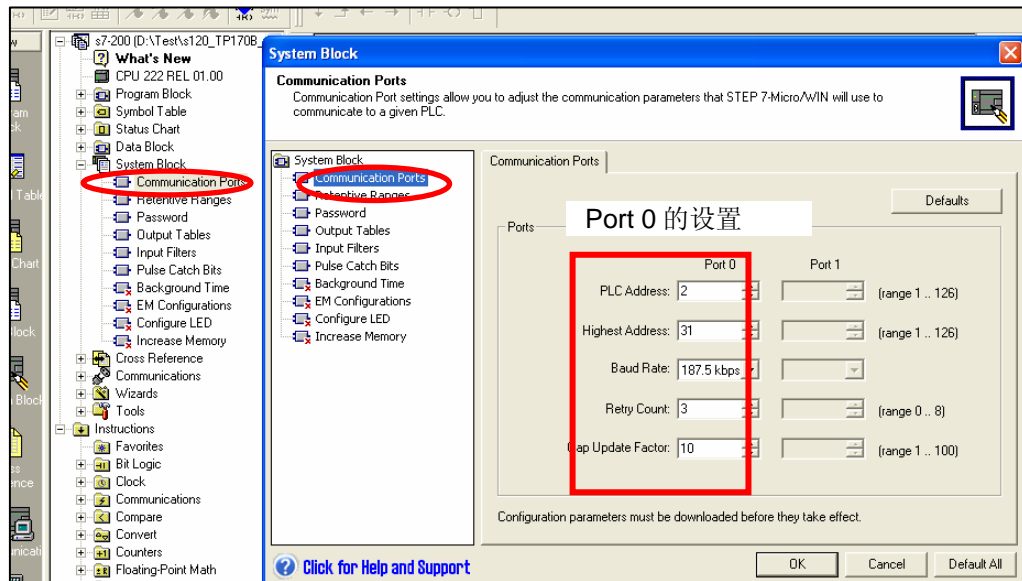 s7-200 (D:\Test\s120_TP170B_
What's New
CPU 222 REL 01.00
Program Block
Symbol Table
Status Chart
Data Block
System Block
Communication Ports
Retentive Ranges
Password
Output Tables
Input Filters
Pulse Catch Bits
Background Time
EM Configurations
Configure LED
Increase Memory
Cross Reference
Communications
Wizards
Tools
Instructions
Favorites
Bit Logic
Clock
Communications
Compare
Convert
Counters
Floating-Point Math
System Block
Communication Ports
Communication Port settings allow you to adjust the communication parameters that STEP 7-Micro/WIN will use to
communicate to a given PLC.
System Block
Communication Ports
Retentive Ranges
Password
Output Tables
Input Filters
Pulse Catch Bits
Background Time
EM Configurations
Configure LED
Increase Memory
Communication Ports
Defaults
Ports
Port 0 的设置
Port 0 Port 1
PLC Address: 2 (range 1 .. 126)
Highest Address: 31 (range 1 .. 126)
Baud Rate: 187.5 kbps
Retry Count: 3 (range 0 .. 8)
Gap Update Factor: 10 (range 1 .. 100)
Configuration parameters must be downloaded before they take effect.
Click for Help and Support
OK Cancel Default All